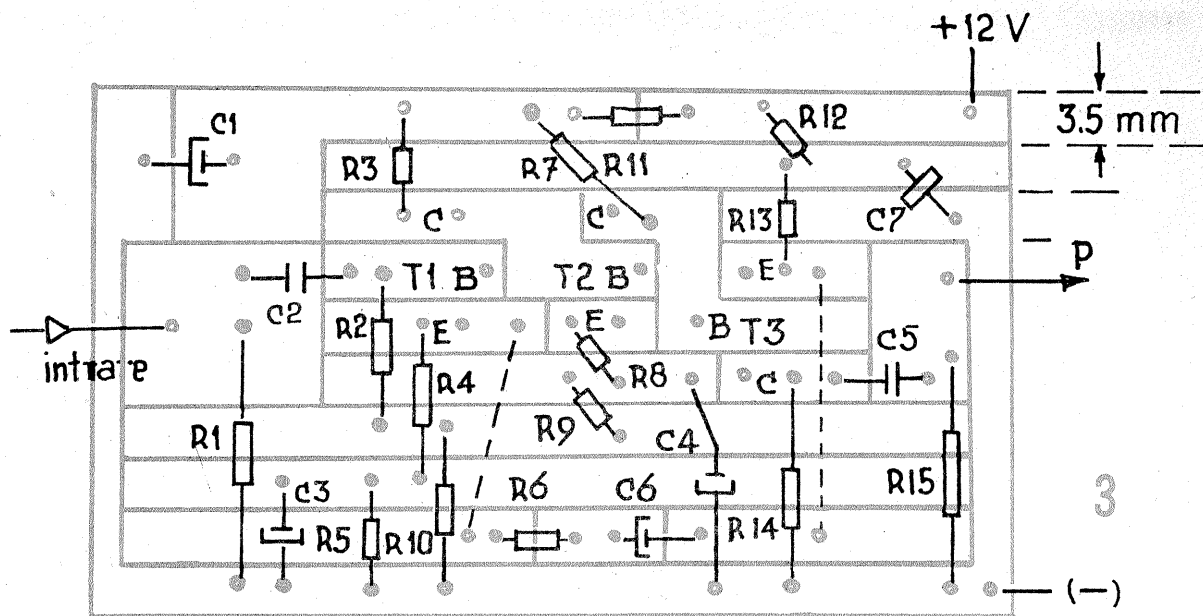 +12 V
3.5 mm
C1
R3
R7
R11
R12
C
C
R13
C7
C2
T1 B
T2 B
E
P
intrare
R2
E
E
B T3
C5
R4
R8
C
R9
C4
R1
R15
C3
R6
C6
R5
R10
R14
3
(-)